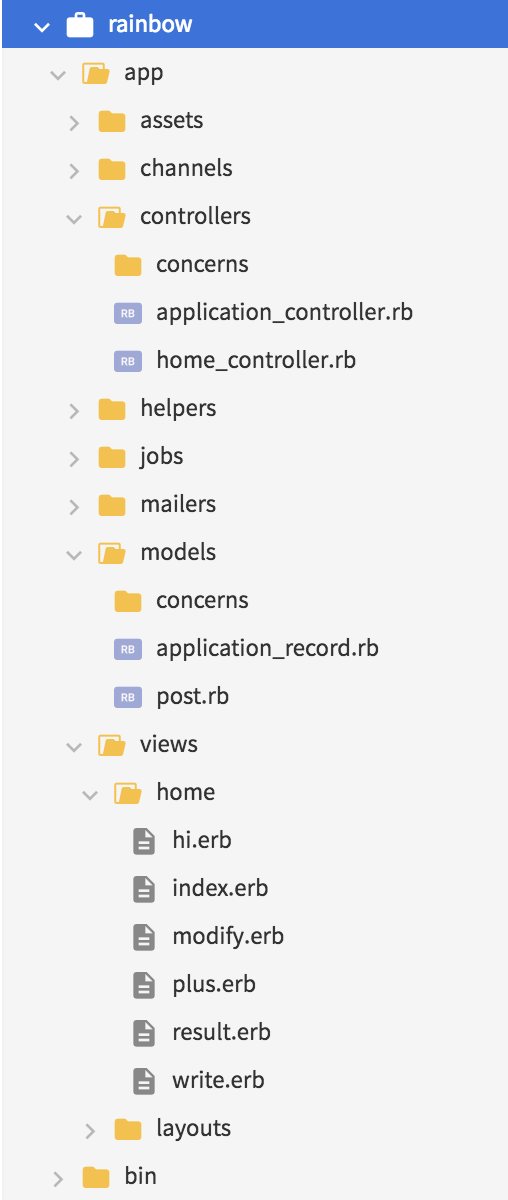 rainbow
app
assets
channels
controllers
concerns
RB application_controller.rb
RB home_controller.rb
helpers
jobs
mailers
models
concerns
RB application_record.rb
RB post.rb
views
home
hi.erb
index.erb
modify.erb
plus.erb
result.erb
write.erb
layouts
bin